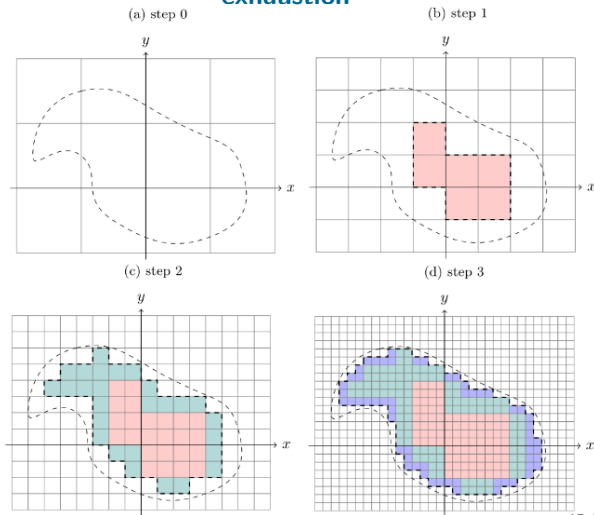 exhaustion
(a) step 0
(b) step 1
y
y
x
x
(c) step 2
(d) step 3
y
y
x
x